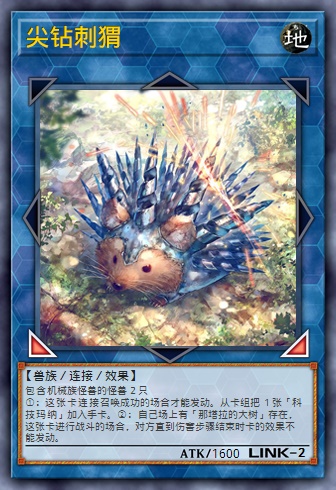 尖钻刺猬
地
【兽族／连接／效果】
包含机械族怪兽的怪兽２只
①：这张卡连接召唤成功的场合才能发动。从卡组把１张「科
技玛纳」加入手卡。②：自己场上有「那塔拉的大树」存在，
这张卡进行战斗的场合，对方直到伤害步骤结束时卡的效果不
能发动。
ATK/1600 LINK-2